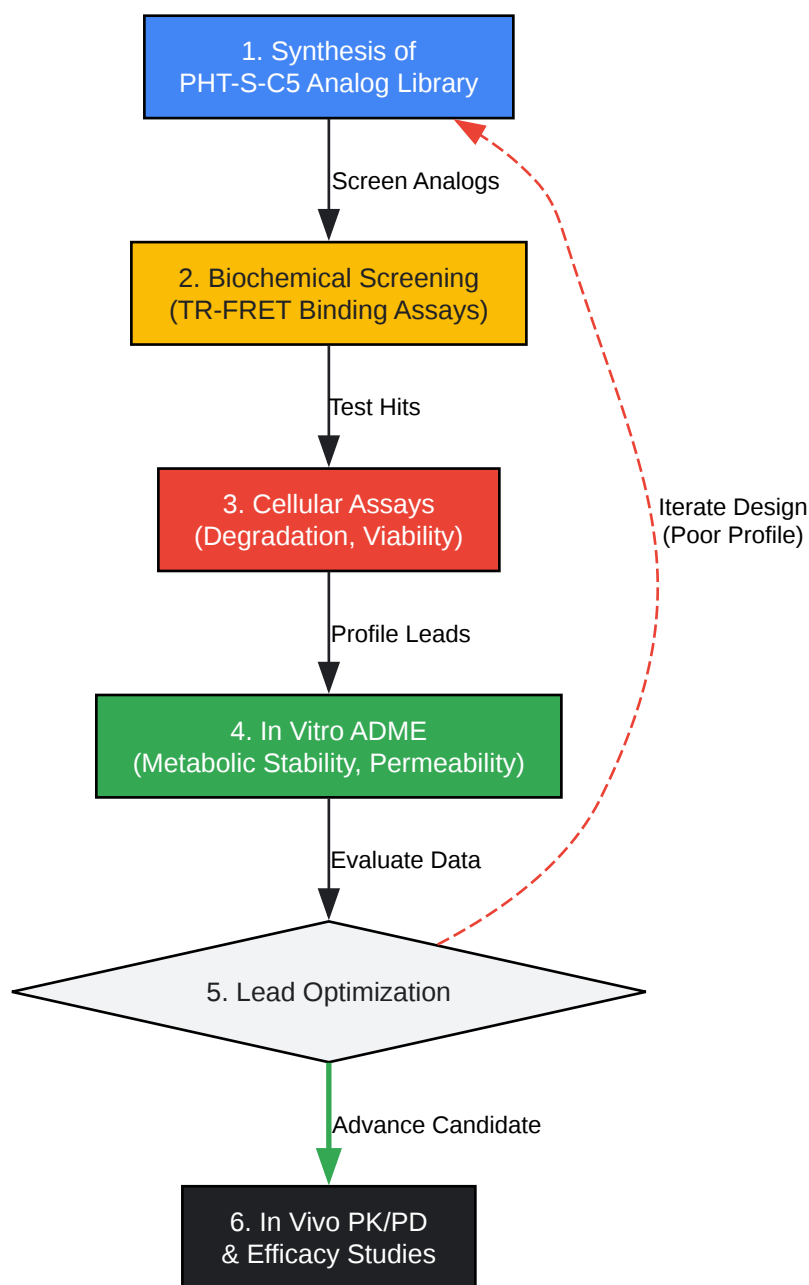 1. Synthesis of
PHT-S-C5 Analog Library
Screen Analogs
2. Biochemical Screening
(TR-FRET Binding Assays)
Test Hits
3. Cellular Assays
(Degradation, Viability)
Iterate Design
(Poor Profile)
Profile Leads
4. In Vitro ADME
(Metabolic Stability, Permeability)
Evaluate Data
5. Lead Optimization
Advance Candidate
6. In Vivo PK/PD
& Efficacy Studies